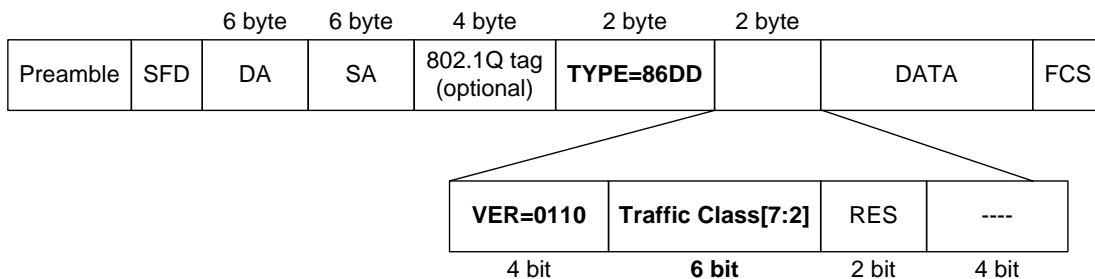 6 byte 6 byte 4 byte 2 byte 2 byte
Preamble SFD DA SA 802.1Q tag (optional) TYPE=86DD DATA FCS
VER=0110 Traffic Class[7:2] RES ----
4 bit 6 bit 2 bit 4 bit